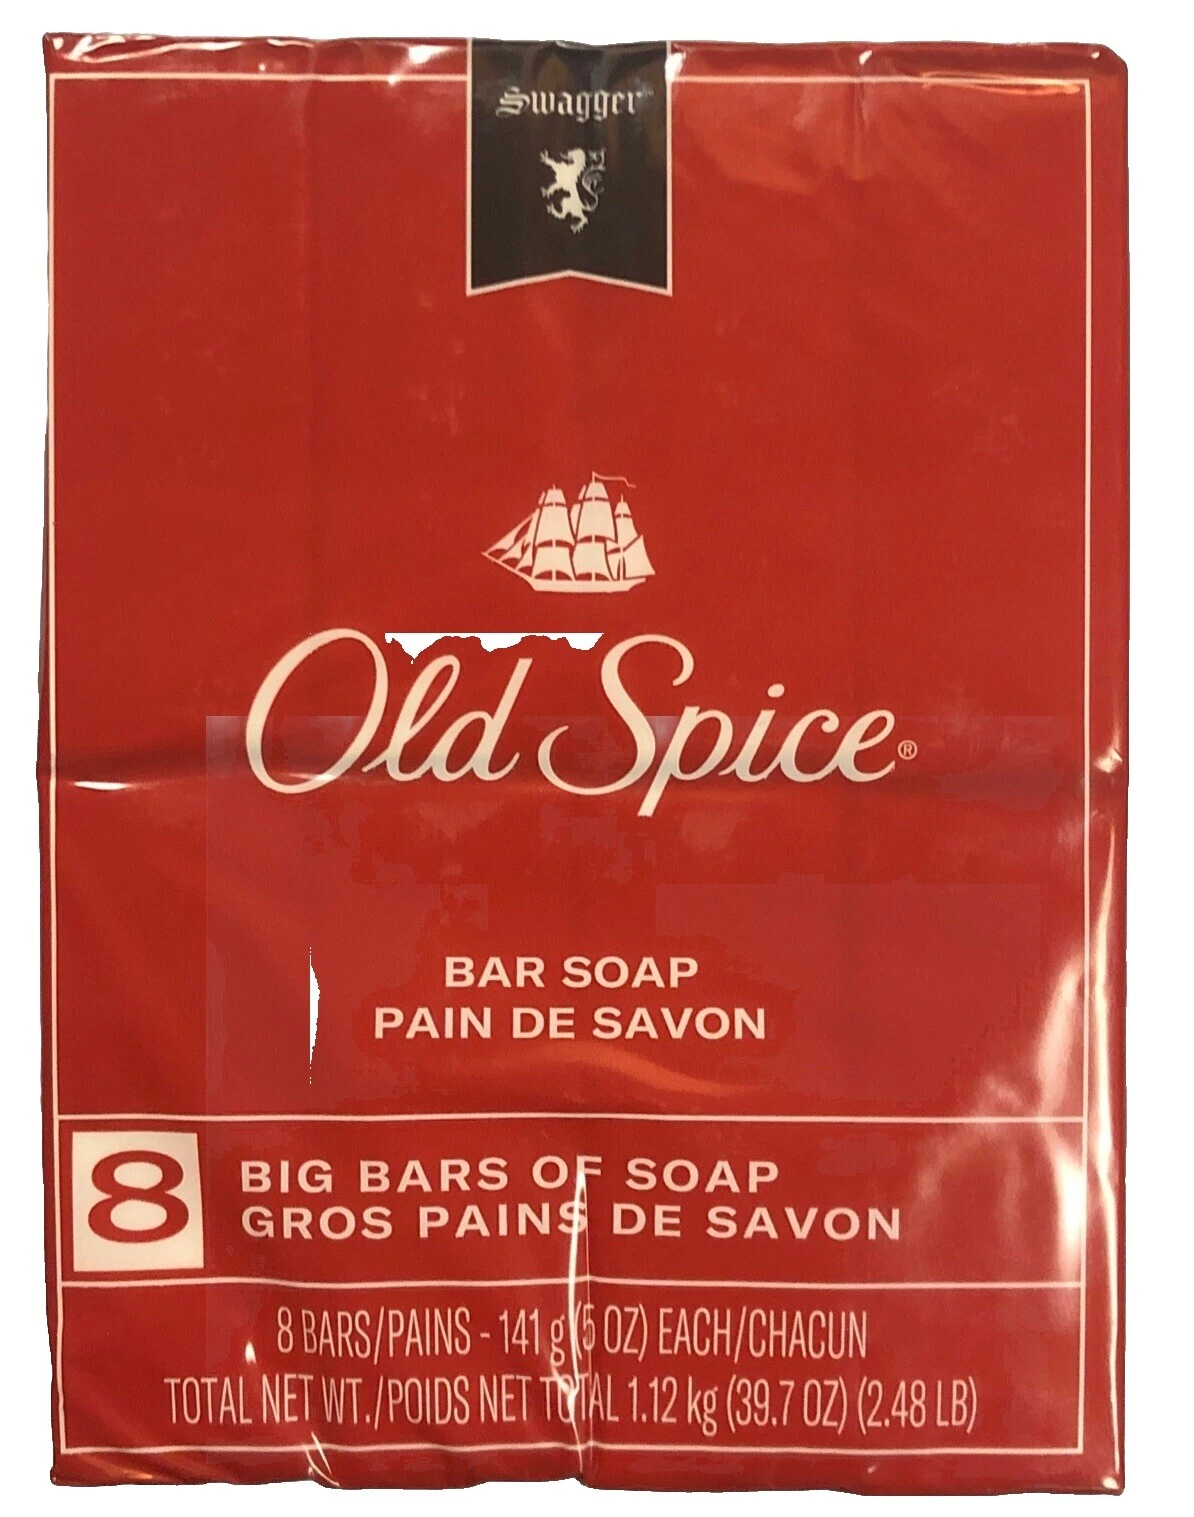 Swagger
Old Spice®
BAR SOAP
PAIN DE SAVON
8
BIG BARS OF SOAP
GROS PAINS DE SAVON
8 BARS/PAINS - 141 g (5 OZ) EACH/CHACUN
TOTAL NET WT./POIDS NET TOTAL 1.12 kg (39.7 OZ) (2.48 LB)